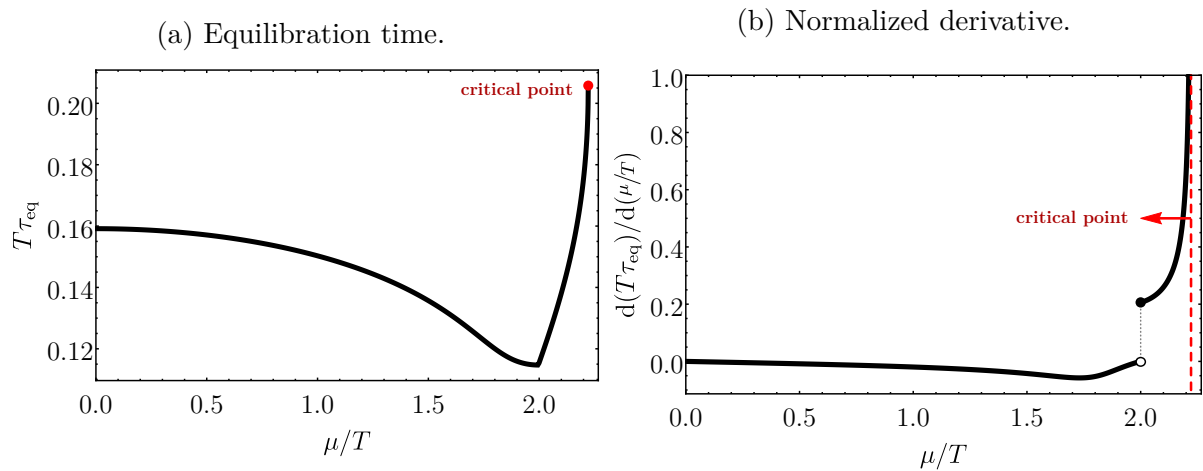 (a) Equilibration time.
0.20
0.18
0.16
0.14
0.12
Tτ_eq
critical point
0.0 0.5 1.0 1.5 2.0
μ/T
(b) Normalized derivative.
1.0
0.8
0.6
0.4
0.2
0.0
d(Tτ_eq)/d(μ/T)
critical point
0.0 0.5 1.0 1.5 2.0
μ/T